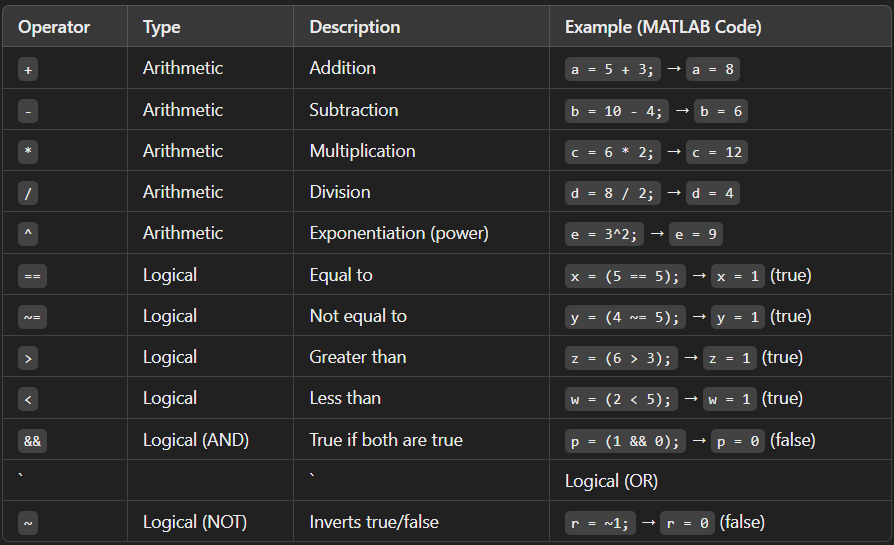 Operator Type Description Example (MATLAB Code)
+ Arithmetic Addition a = 5 + 3; → a = 8
- Arithmetic Subtraction b = 10 - 4; → b = 6
* Arithmetic Multiplication c = 6 * 2; → c = 12
/ Arithmetic Division d = 8 / 2; → d = 4
^ Arithmetic Exponentiation (power) e = 3^2; → e = 9
== Logical Equal to x = (5 == 5); → x = 1 (true)
~= Logical Not equal to y = (4 ~= 5); → y = 1 (true)
> Logical Greater than z = (6 > 3); → z = 1 (true)
< Logical Less than w = (2 < 5); → w = 1 (true)
&& Logical (AND) True if both are true p = (1 && 0); → p = 0 (false)
` ` Logical (OR)
~ Logical (NOT) Inverts true/false r = ~1; → r = 0 (false)